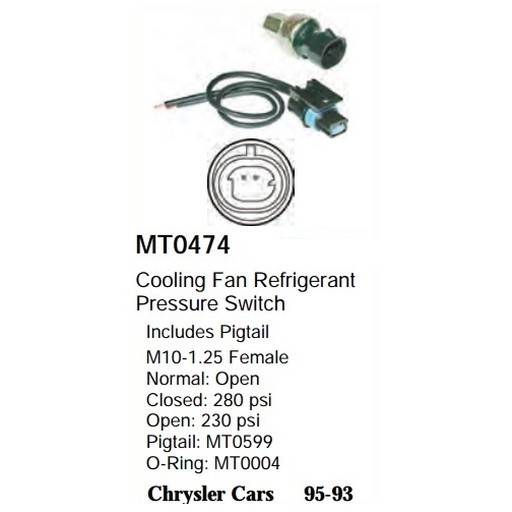 MT0474
Cooling Fan Refrigerant
Pressure Switch
Includes Pigtail
M10-1.25 Female
Normal: Open
Closed: 280 psi
Open: 230 psi
Pigtail: MT0599
O-Ring: MT0004
Chrysler Cars 95-93